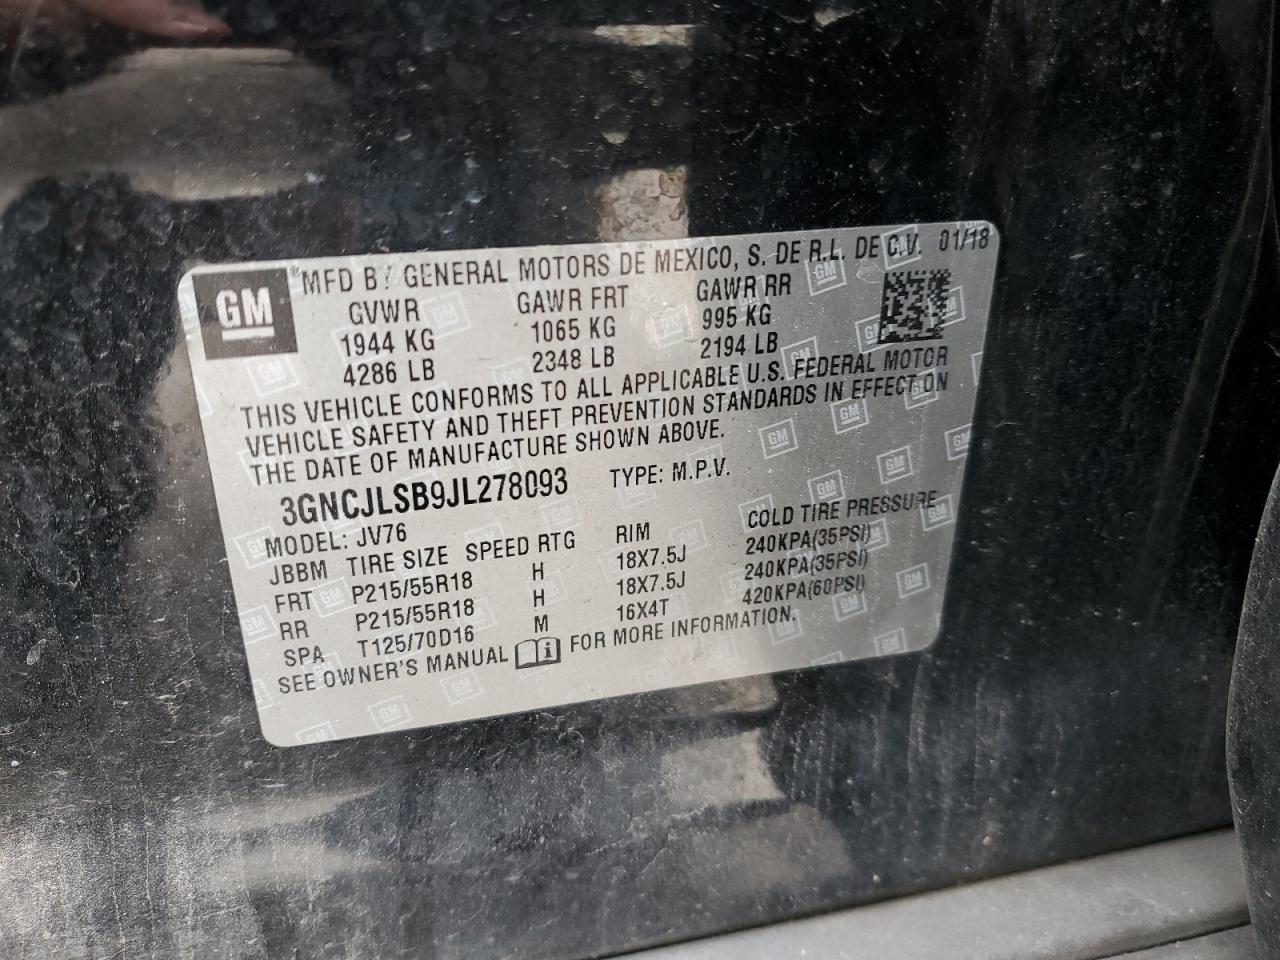 GM
® MFD BY GENERAL MOTORS DE MEXICO, S. DE R.L. DE C.V. 01/18
GVWR GAWR FRT GAWR RR
1944 KG 1065 KG 995 KG
4286 LB 2348 LB 2194 LB
THIS VEHICLE CONFORMS TO ALL APPLICABLE U.S. FEDERAL MOTOR
VEHICLE SAFETY AND THEFT PREVENTION STANDARDS IN EFFECT ON
THE DATE OF MANUFACTURE SHOWN ABOVE.
3GNCJLSB9JL278093 TYPE: M.P.V.
MODEL: JV76
JBBM TIRE SIZE SPEED RTG RIM COLD TIRE PRESSURE
FRT P215/55R18 H 18X7.5J 240KPA(35PSI)
RR P215/55R18 H 18X7.5J 240KPA(35PSI)
SPA T125/70D16 M 16X4T 420KPA(60PSI)
SEE OWNER'S MANUAL FOR MORE INFORMATION.